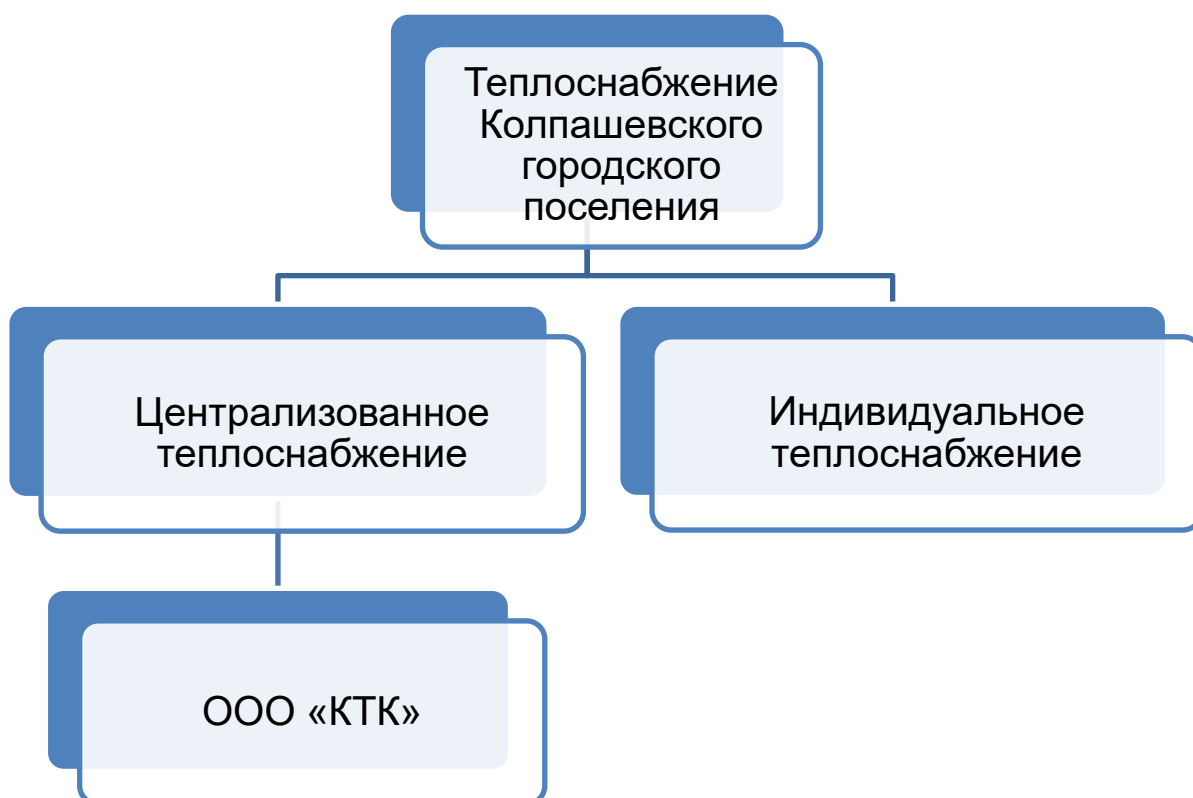 Теплоснабжение
Колпашевского
городского
поселения
Централизованное
теплоснабжение
Индивидуальное
теплоснабжение
ООО «КТК»